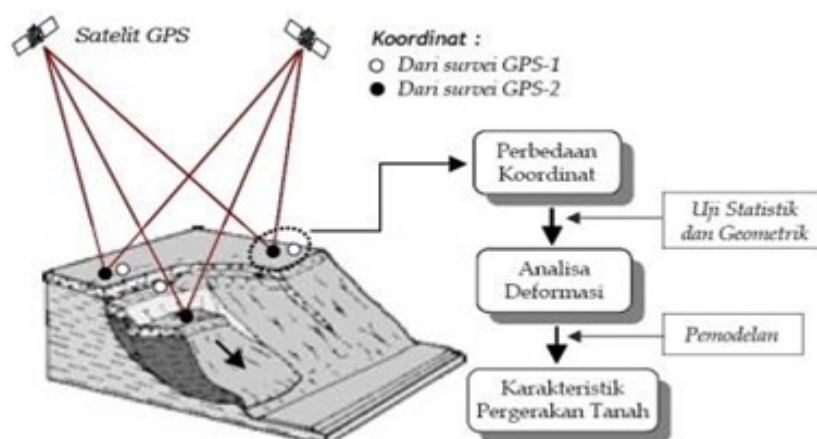 Satelit GPS
Koordinat :
Dari survei GPS-1
Dari survei GPS-2
Perbedaan
Koordinat
Uji Statistik
dan Geometrik
Analisa
Deformasi
Pemodelan
Karakteristik
Pergerakan Tanah